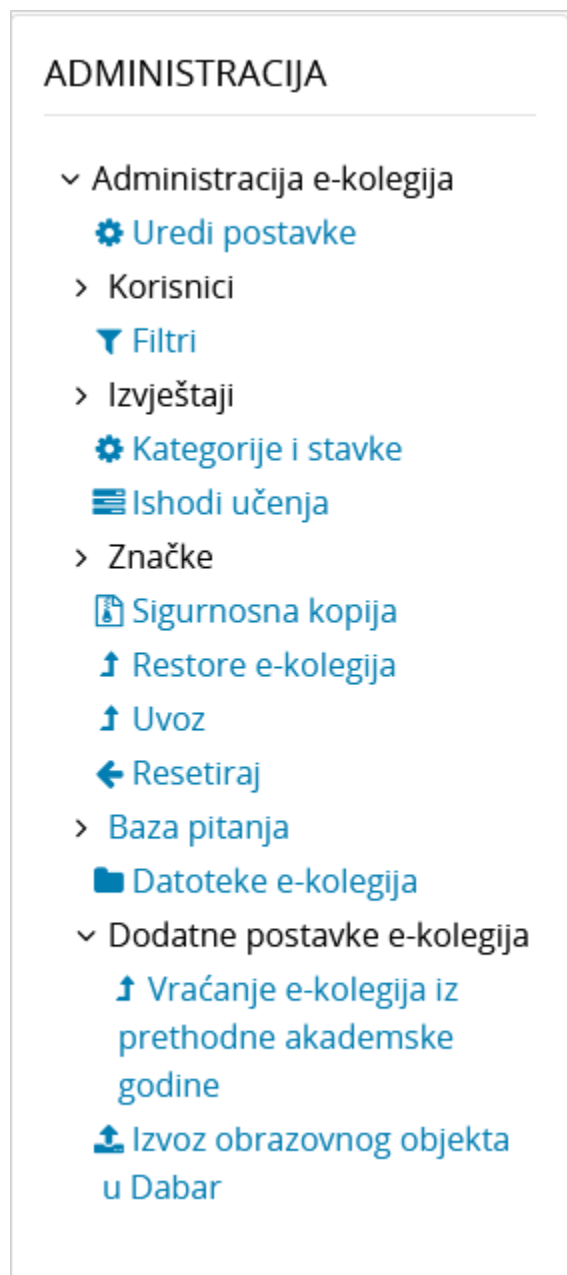 ADMINISTRACIJA
Administracija e-kolegija
Uredi postavke
Korisnici
Filtri
Izvještaji
Kategorije i stavke
Ishodi učenja
Značke
Sigurnosna kopija
Restore e-kolegija
Uvoz
Resetiraj
Baza pitanja
Datoteke e-kolegija
Dodatne postavke e-kolegija
Vraćanje e-kolegija iz
prethodne akademske
godine
Izvoz obrazovnog objekta
u Dabar